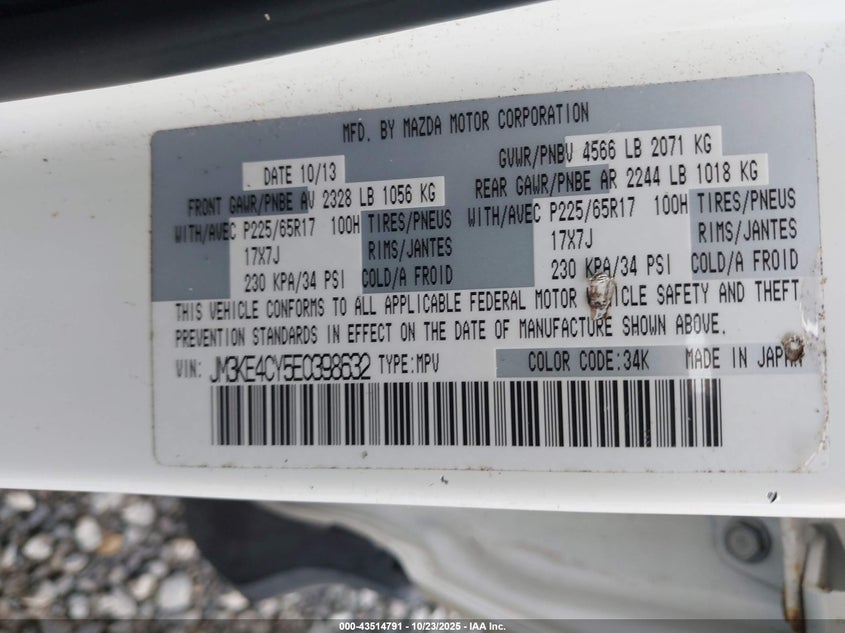 MFD. BY MAZDA MOTOR CORPORATION
DATE 10/13 GVWR/PNBV 4566 LB 2071 KG
FRONT GAWR/PNBE AV 2328 LB 1056 KG REAR GAWR/PNBE AR 2244 LB 1018 KG
WITH/AVEC P225/65R17 100H TIRES/PNEUS WITH/AVEC P225/65R17 100H TIRES/PNEUS
17X7J RIMS/JANTES 17X7J RIMS/JANTES
230 KPA/34 PSI COLD/A FROID 230 KPA/34 PSI COLD/A FROID
THIS VEHICLE CONFORMS TO ALL APPLICABLE FEDERAL MOTOR VEHICLE SAFETY AND THEFT
PREVENTION STANDARDS IN EFFECT ON THE DATE OF MANUFACTURE SHOWN ABOVE.
VIN: JM3KE4CY5E0398632 TYPE:MPV COLOR CODE:34K MADE IN JAPAN
000-43514791 - 10/23/2025 - IAA Inc.